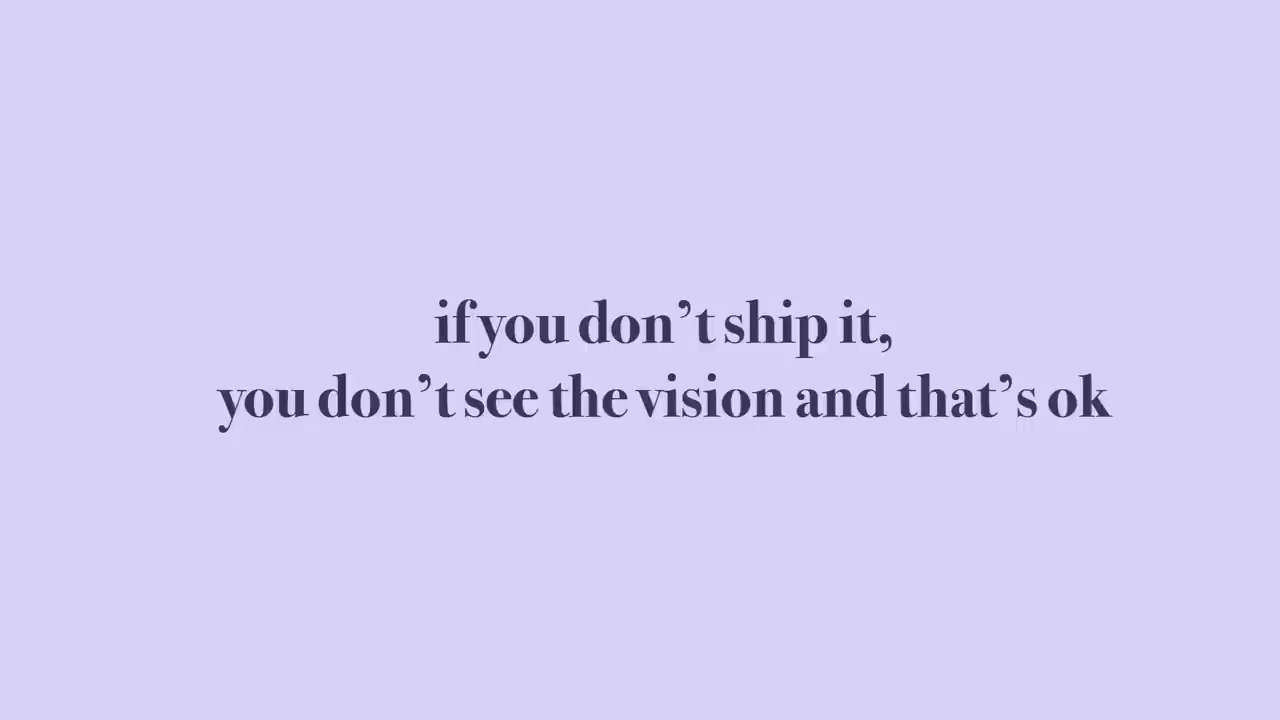 if you don’t ship it,
you don’t see the vision and that’s ok